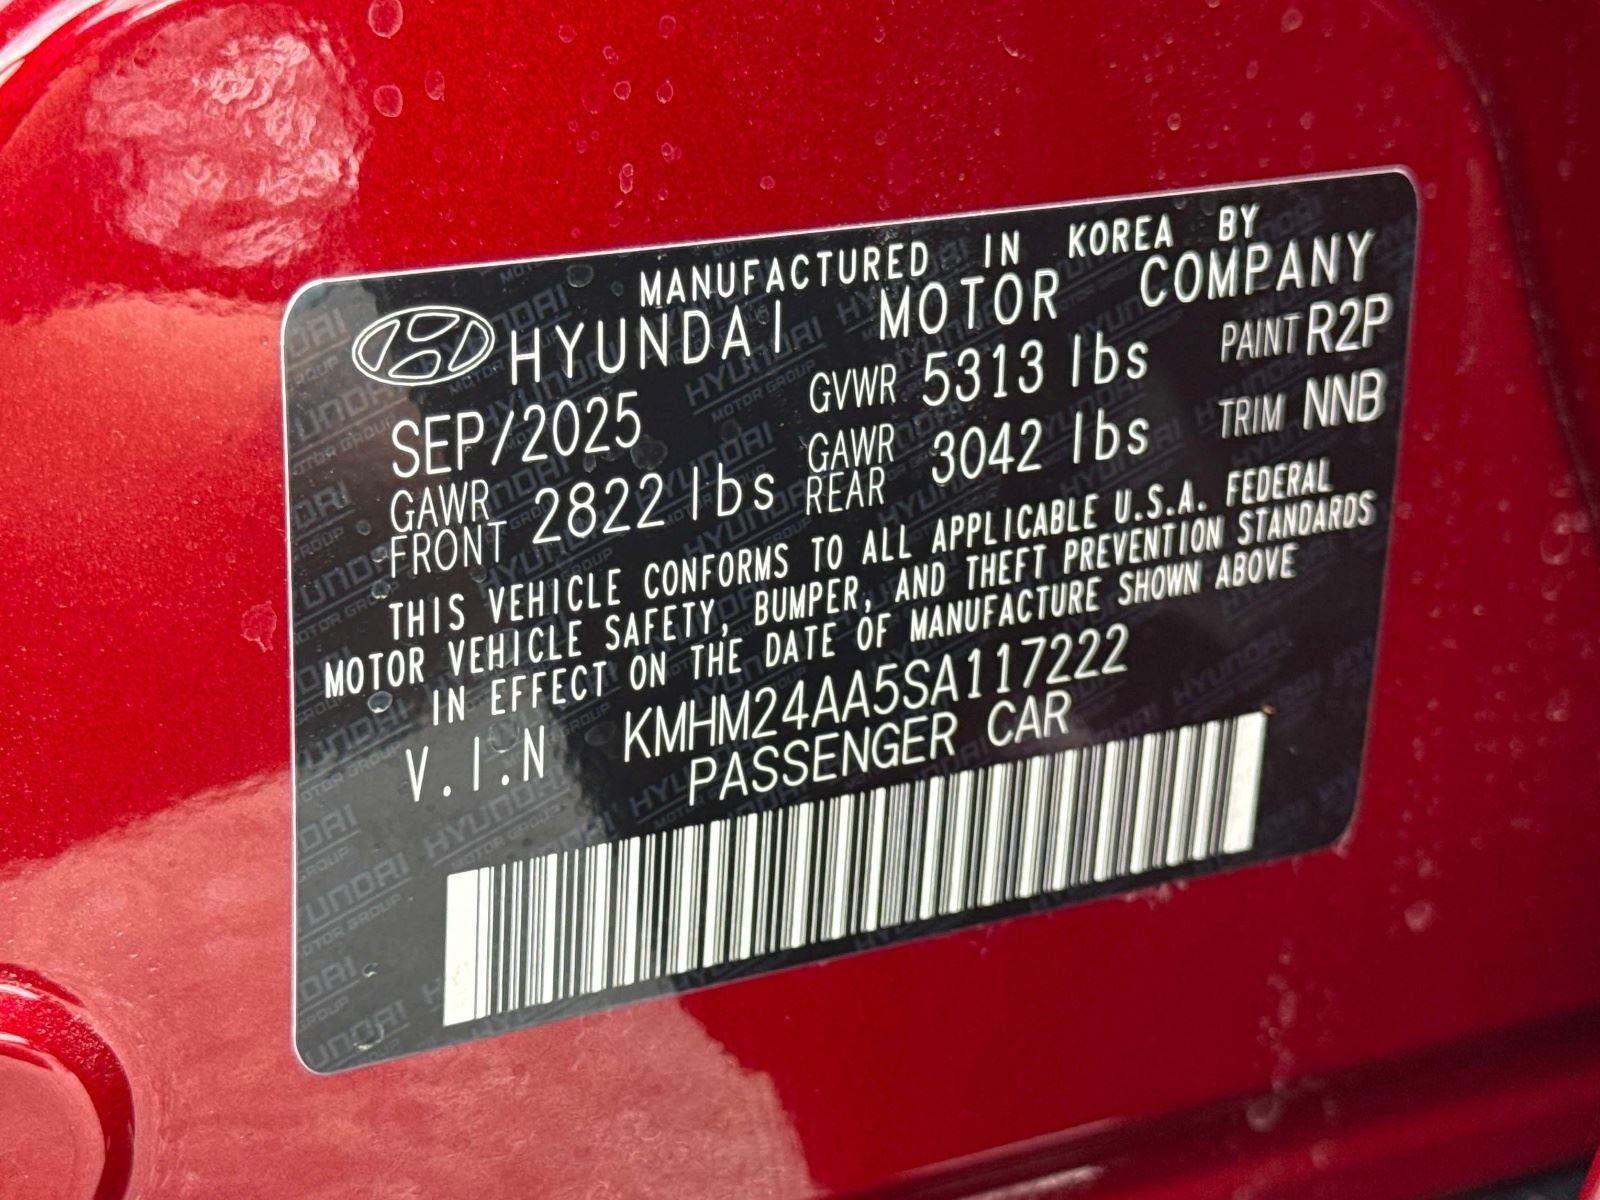 MANUFACTURED IN KOREA BY
HYUNDAI MOTOR COMPANY
SEP/2025 GVWR 5313 lbs PAINT R2P
GAWR FRONT 2822 lbs GAWR REAR 3042 lbs TRIM NNB
THIS VEHICLE CONFORMS TO ALL APPLICABLE U.S.A. FEDERAL
MOTOR VEHICLE SAFETY, BUMPER, AND THEFT PREVENTION STANDARDS
IN EFFECT ON THE DATE OF MANUFACTURE SHOWN ABOVE
V.I.N KMHM24AA5SA117222
PASSENGER CAR